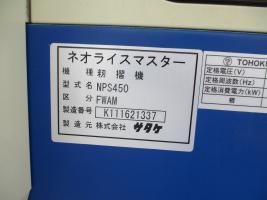 ネオライスマスター
機 種 籾摺機
型式名 NPS450
区 分 FWAM
製造番号 K111621337
製造元 株式会社 サタケ
TOHOKU
定格電圧(V)
定格周波数(Hz)
定格消費電力(kW)